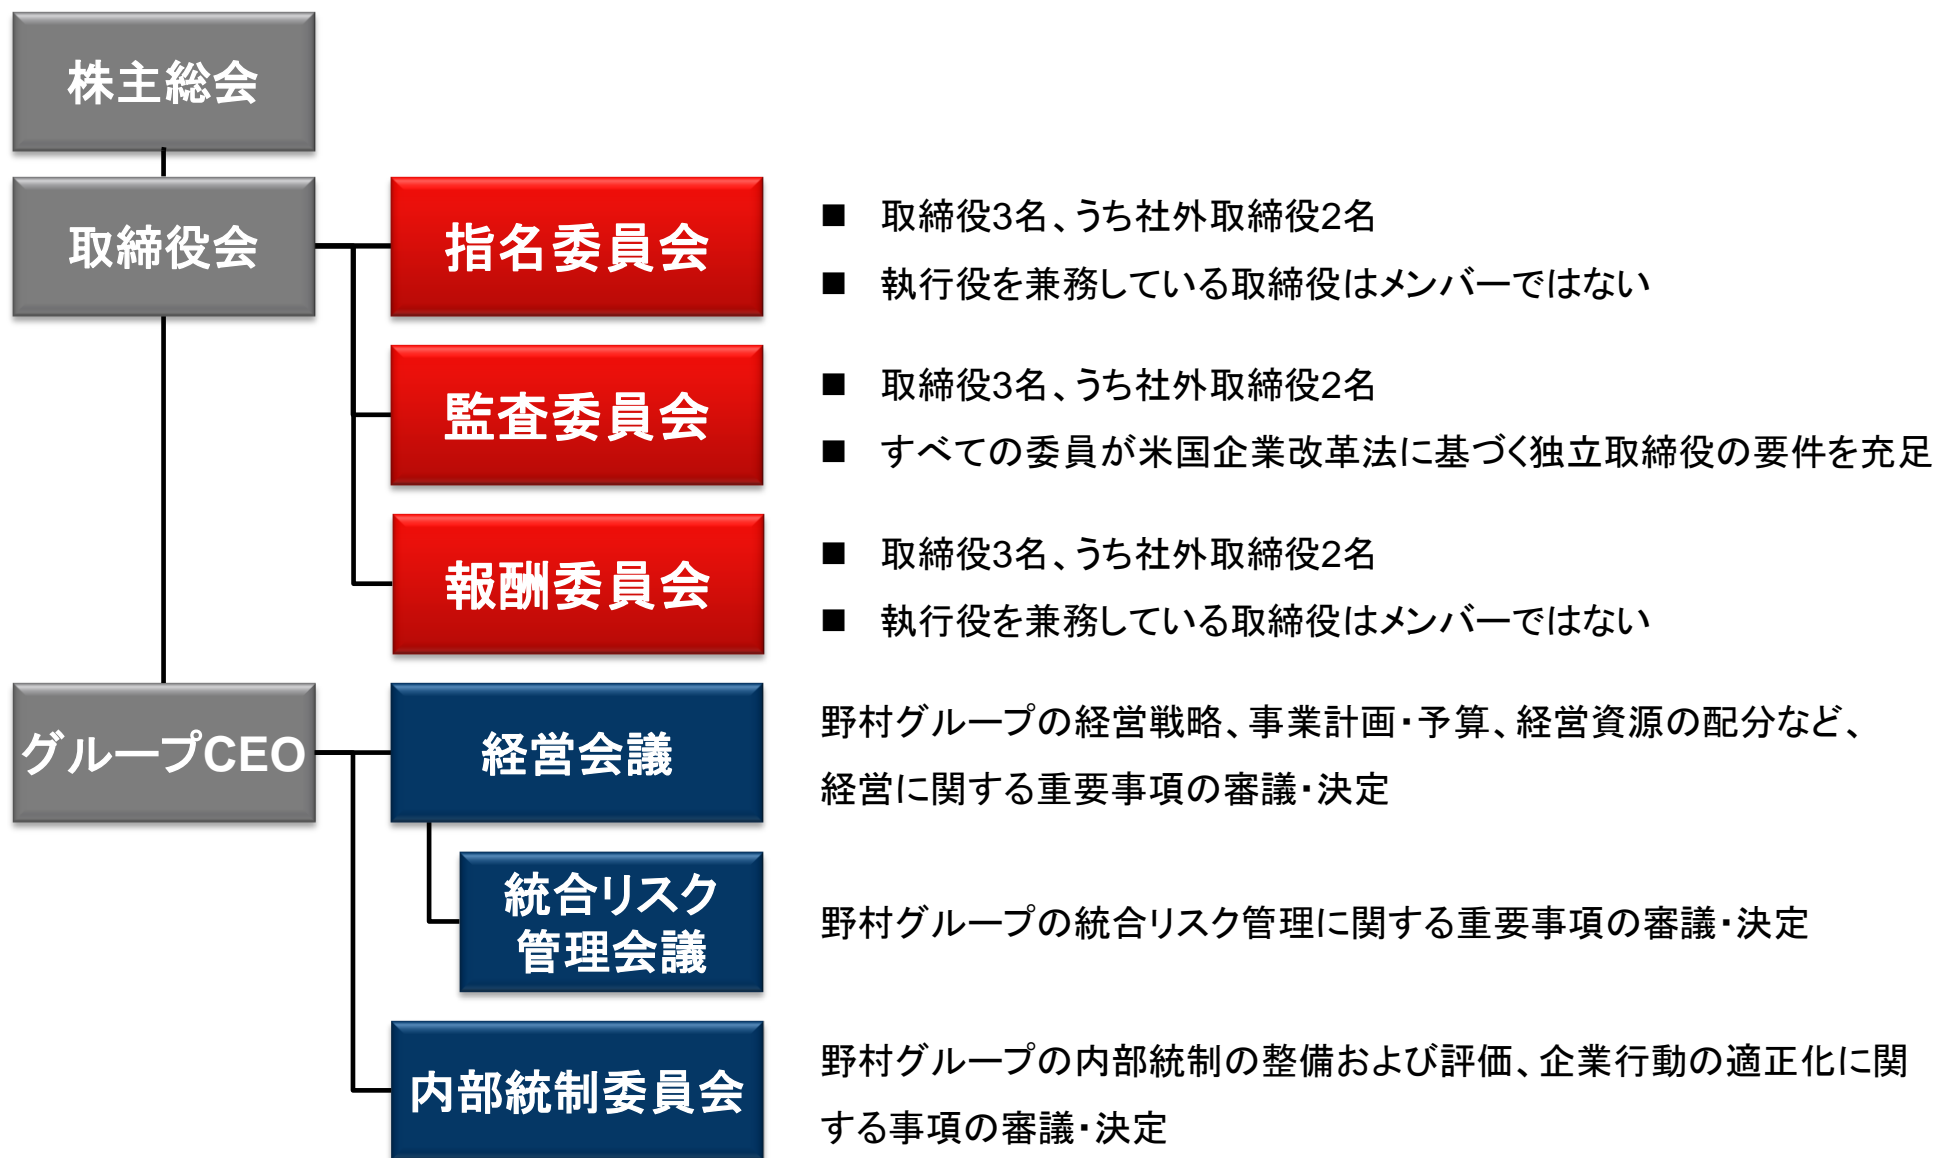 株主総会
取締役会
指名委員会
■ 取締役3名、うち社外取締役2名
■ 執行役を兼務している取締役はメンバーではない
監査委員会
■ 取締役3名、うち社外取締役2名
■ すべての委員が米国企業改革法に基づく独立取締役の要件を充足
報酬委員会
■ 取締役3名、うち社外取締役2名
■ 執行役を兼務している取締役はメンバーではない
グループCEO
経営会議
野村グループの経営戦略、事業計画・予算、経営資源の配分など、
経営に関する重要事項の審議・決定
統合リスク
管理会議
野村グループの統合リスク管理に関する重要事項の審議・決定
内部統制委員会
野村グループの内部統制の整備および評価、企業行動の適正化に関
する事項の審議・決定